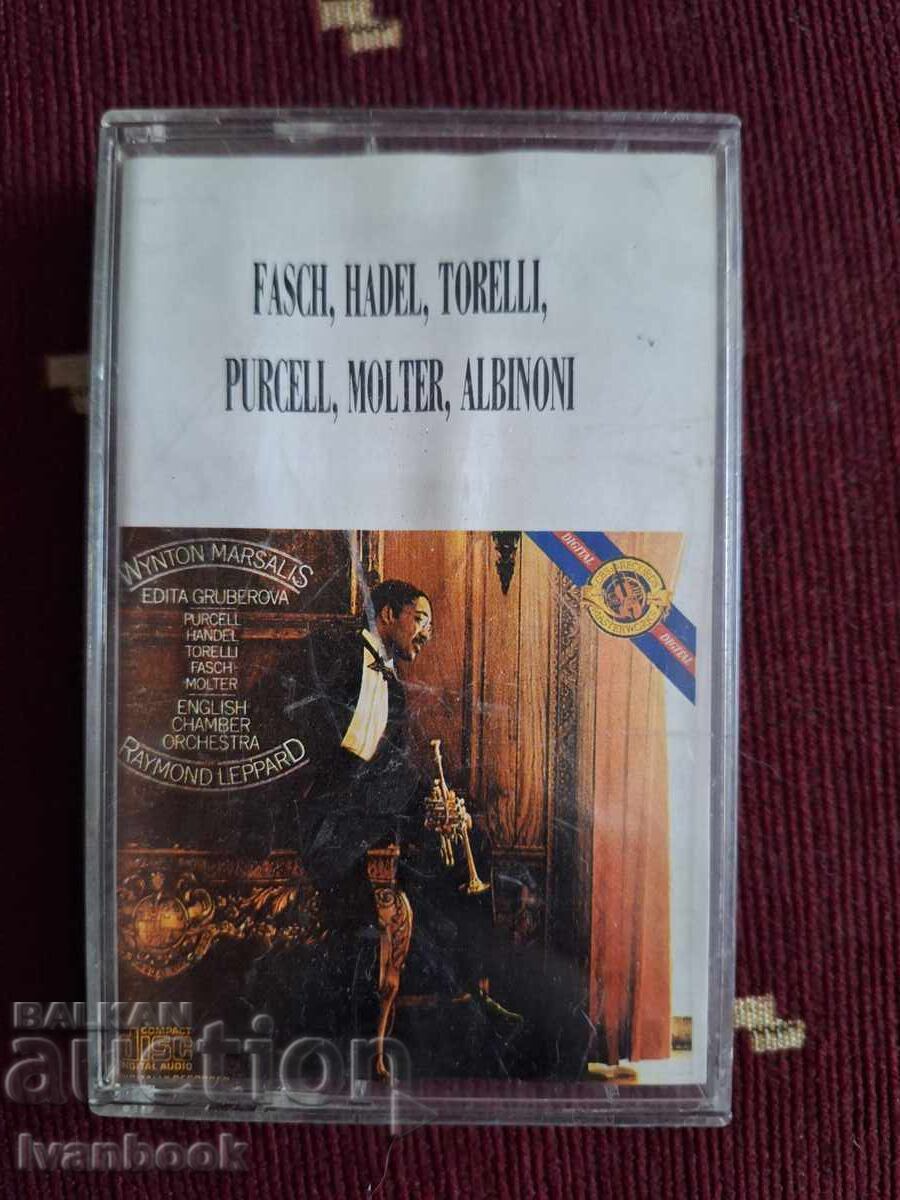 FASCH, HADEL, TORELLI,
PURCELL, MOLTER, ALBINONI
WYNTON MARSALIS
EDITA GRUBEROVA
PURCELL
HANDEL
TORELLI
FASCH
MOLTER
ENGLISH
CHAMBER
ORCHESTRA
RAYMOND LEPPARD
DIGITAL
MASTERWORKS
DIGITAL
COMPACT
disc
DIGITAL AUDIO
BALKAN
auction
Ivanbook